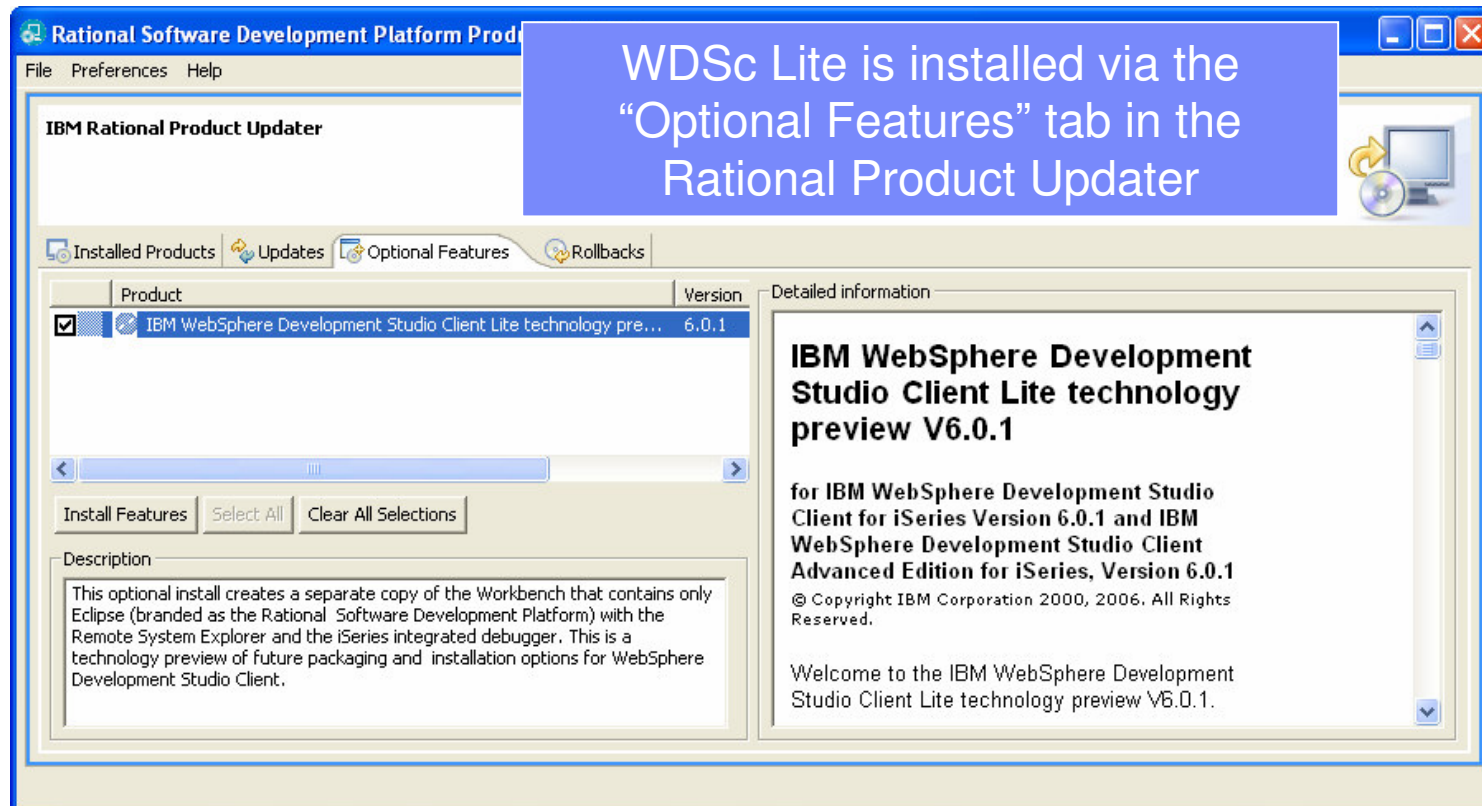 Rational Software Development Platform
WDSc Lite is installed via the
“Optional Features” tab in the
Rational Product Updater
File Preferences Help
IBM Rational Product Updater
Installed Products Updates Optional Features Rollbacks
Product Version
IBM WebSphere Development Studio Client Lite technology pre... 6.0.1
Install Features Select All Clear All Selections
Description
This optional install creates a separate copy of the Workbench that contains only
Eclipse (branded as the Rational Software Development Platform) with the
Remote System Explorer and the iSeries integrated debugger. This is a
technology preview of future packaging and installation options for WebSphere
Development Studio Client.
Detailed information
IBM WebSphere Development
Studio Client Lite technology
preview V6.0.1
for IBM WebSphere Development Studio
Client for iSeries Version 6.0.1 and IBM
WebSphere Development Studio Client
Advanced Edition for iSeries, Version 6.0.1
© Copyright IBM Corporation 2000, 2006. All Rights
Reserved.
Welcome to the IBM WebSphere Development
Studio Client Lite technology preview V6.0.1.